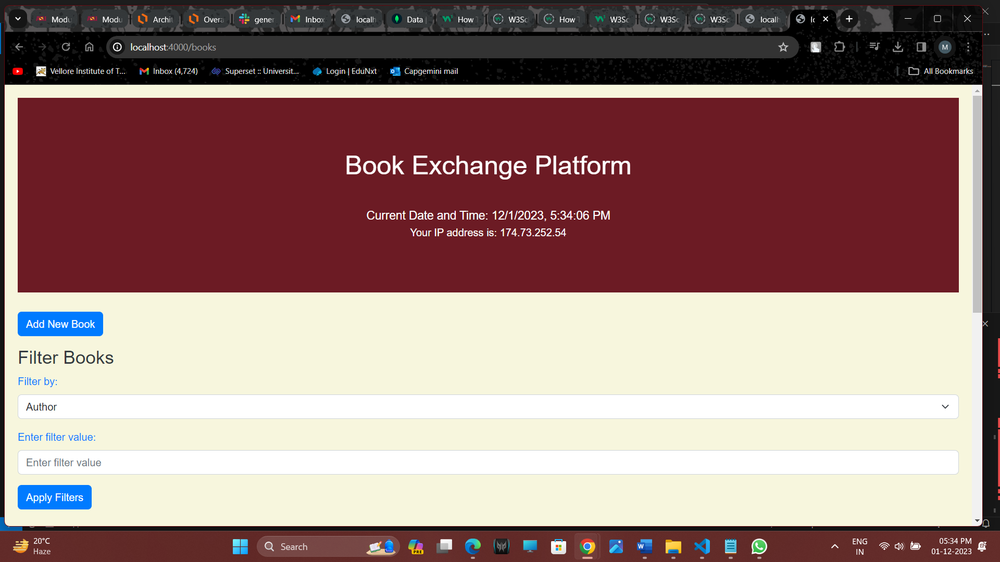 Modu
Modu
Archit
Overa
gener
Inbox
localh
Data |
How T
W3Sc
How T
W3Sc
W3Sc
W3Sc
localh
lo
localhost:4000/books
M
Vellore Institute of T...
Inbox (4,724)
Superset :: Universit...
Login | EduNxt
Capgemini mail
All Bookmarks
Book Exchange Platform
Current Date and Time: 12/1/2023, 5:34:06 PM
Your IP address is: 174.73.252.54
Add New Book
Filter Books
Filter by:
Author
Enter filter value:
Enter filter value
Apply Filters
20°C
Haze
Search
PRE
ENG
IN
05:34 PM
01-12-2023